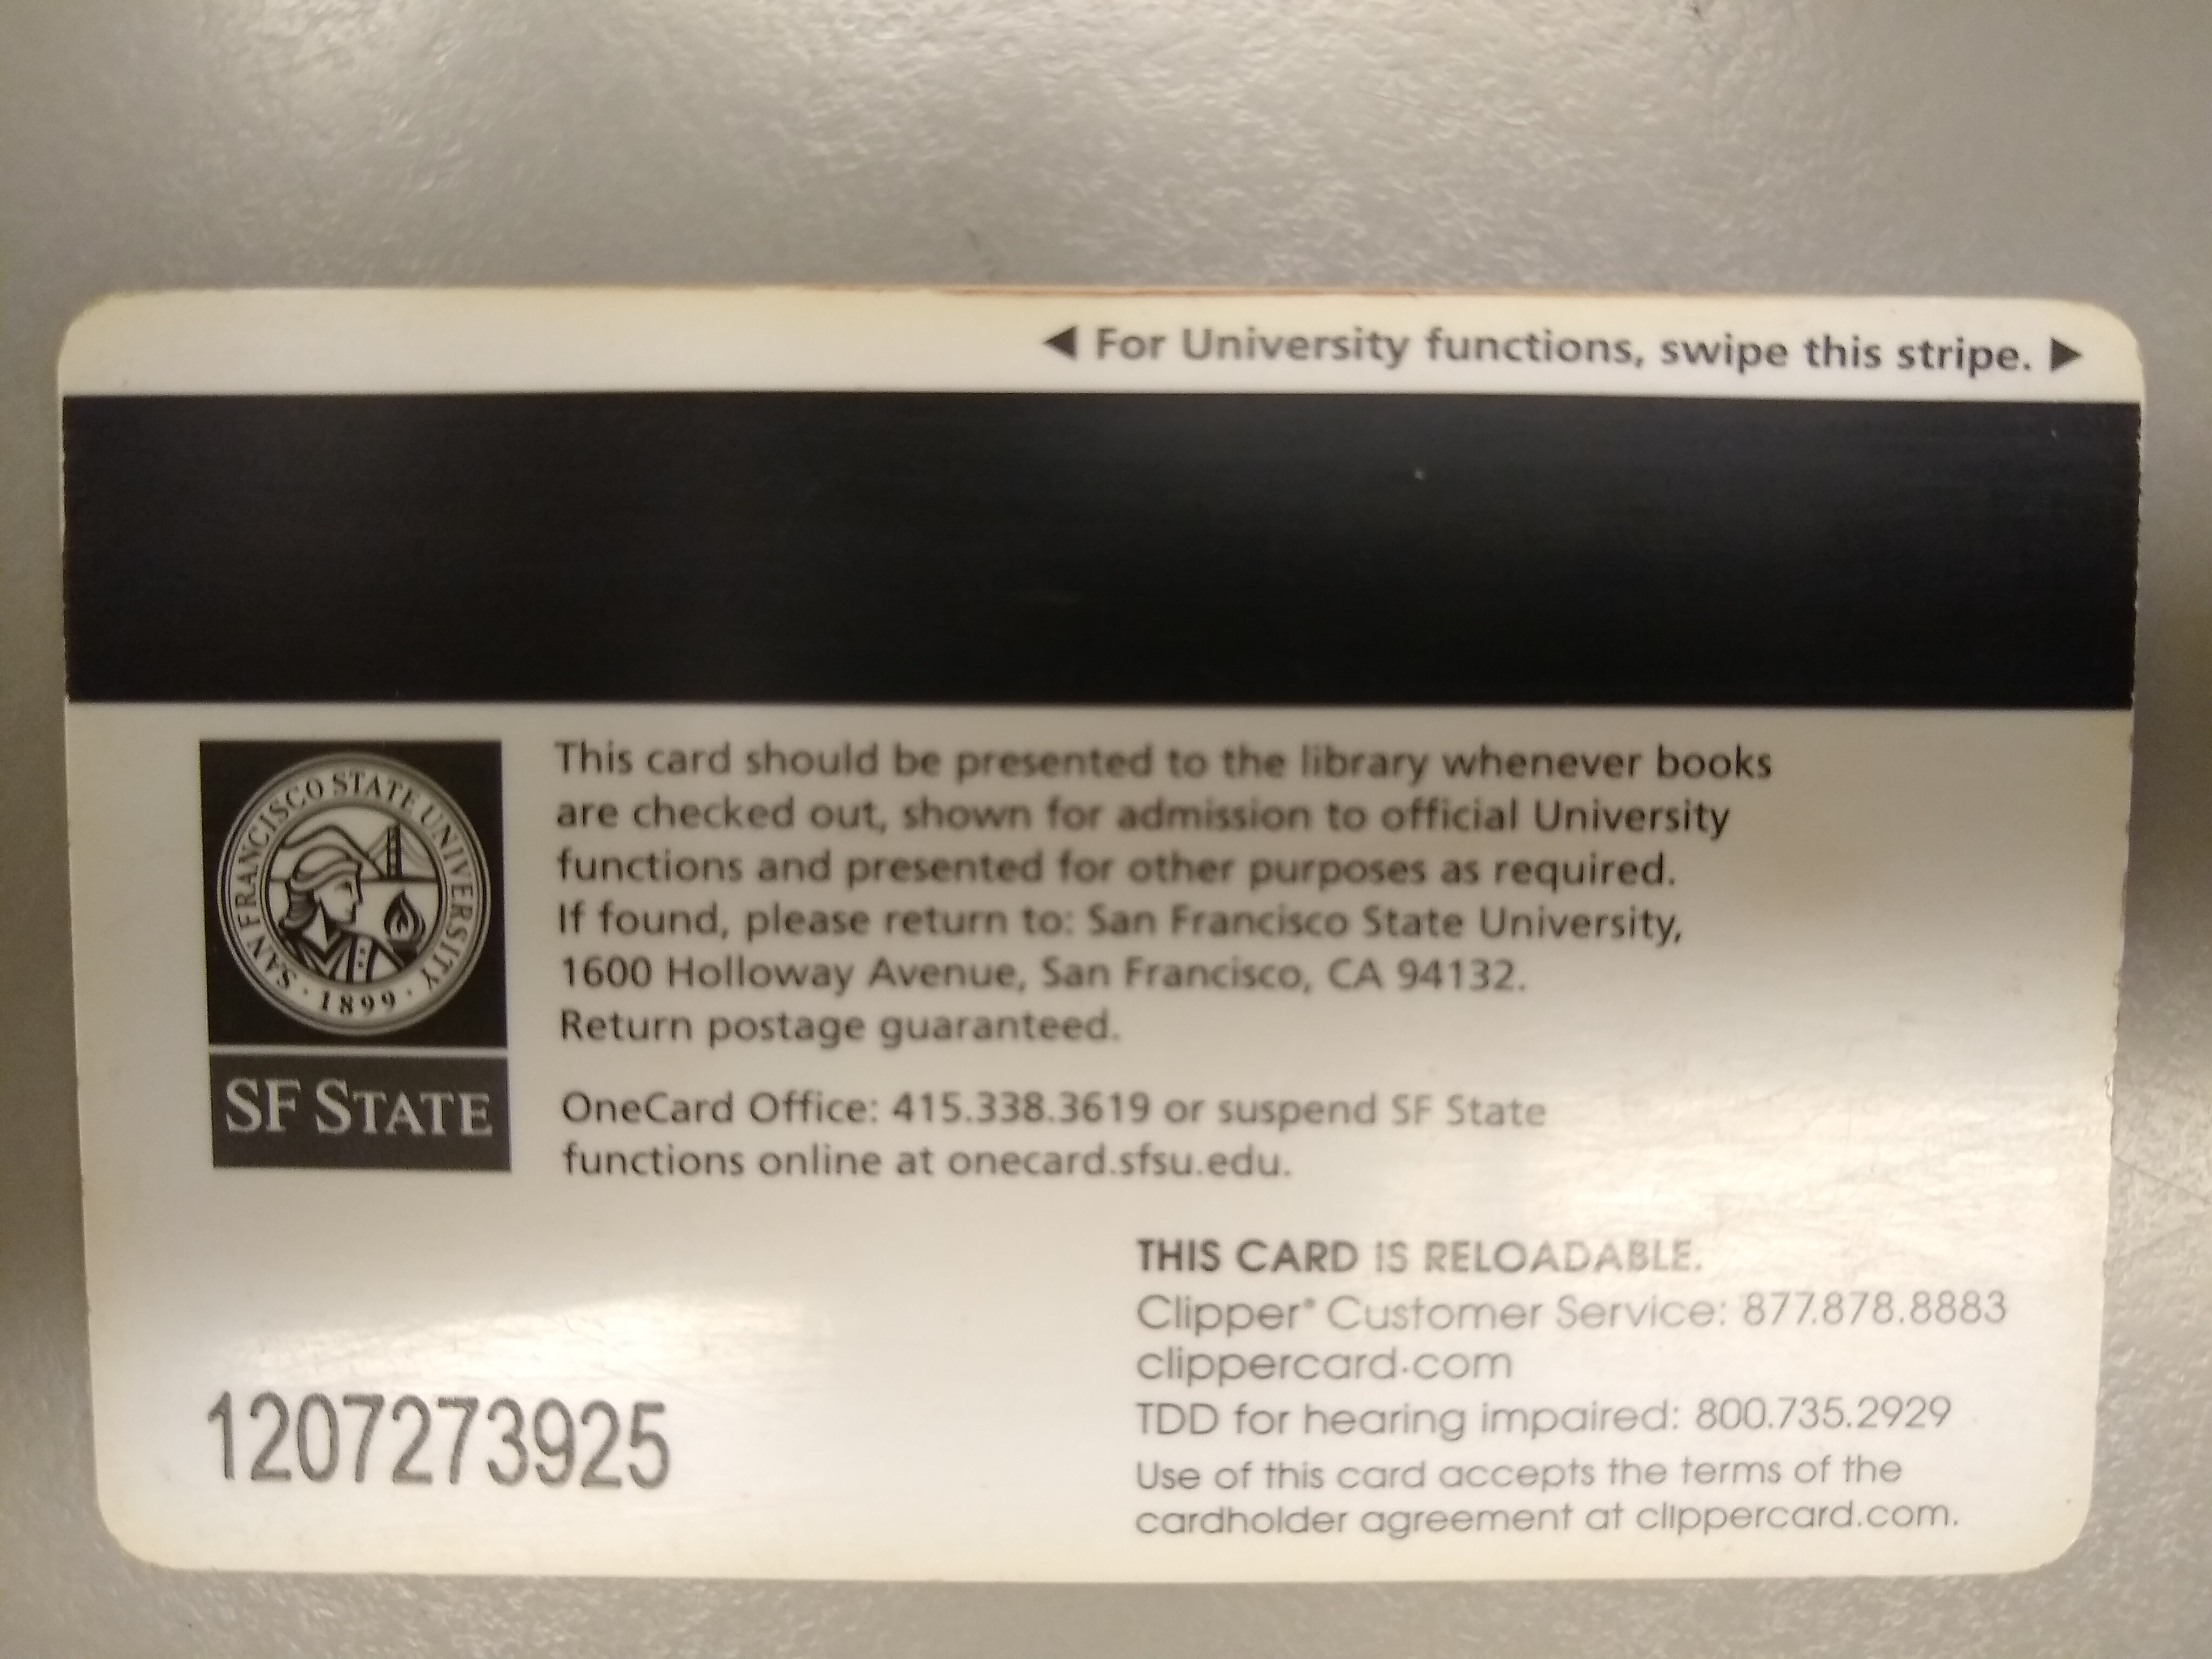 ◀ For University functions, swipe this stripe. ▶
SAN FRANCISCO STATE UNIVERSITY
· 1899 ·
SF STATE
This card should be presented to the library whenever books
are checked out, shown for admission to official University
functions and presented for other purposes as required.
If found, please return to: San Francisco State University,
1600 Holloway Avenue, San Francisco, CA 94132.
Return postage guaranteed.
OneCard Office: 415.338.3619 or suspend SF State
functions online at onecard.sfsu.edu.
THIS CARD IS RELOADABLE.
Clipper® Customer Service: 877.878.8883
clippercard.com
TDD for hearing impaired: 800.735.2929
Use of this card accepts the terms of the
cardholder agreement at clippercard.com.
1207273925